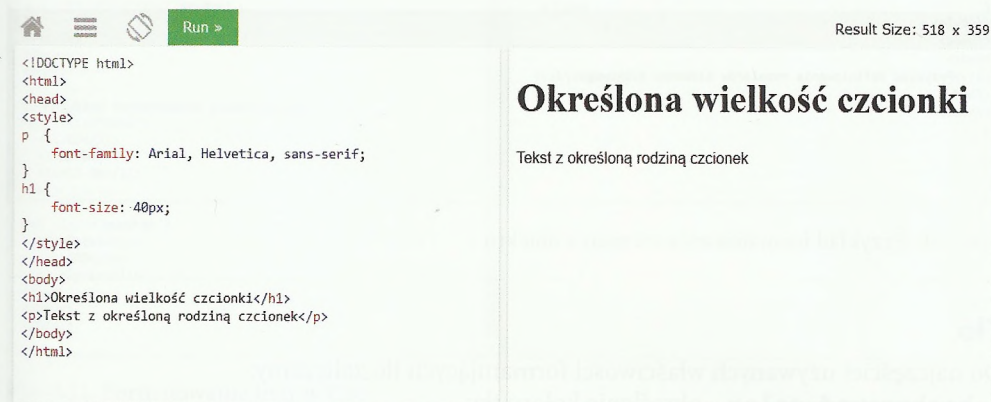 Run »
Result Size: 518 x 359
<!DOCTYPE html>
<html>
<head>
<style>
p {
    font-family: Arial, Helvetica, sans-serif;
}
h1 {
    font-size: 40px;
}
</style>
</head>
<body>
<h1>Określona wielkość czcionki</h1>
<p>Tekst z określoną rodziną czcionek</p>
</body>
</html>
Określona wielkość czcionki
Tekst z określoną rodziną czcionek